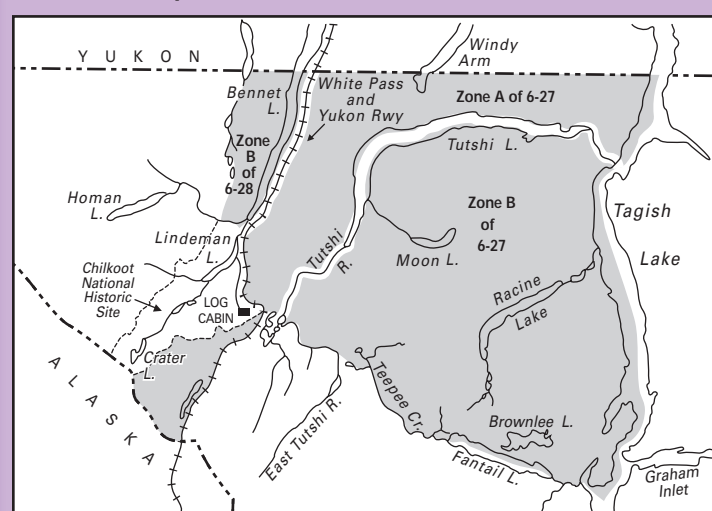 YUKON
Windy
Arm
Bennet
L.
White Pass
and
Yukon Rwy
Zone A of 6-27
Zone
B
of
6-28
Tutshi L.
Homan
L.
Zone B
of
6-27
Tagish
Lake
Lindeman
L.
Tutshi
R.
Moon L.
Chilkoot
National
Historic
Site
LOG
CABIN
Racine
Lake
Crater
L.
ALASKA
Teepee Cr.
East Tutshi R.
Brownlee L.
Fantail L.
Graham
Inlet